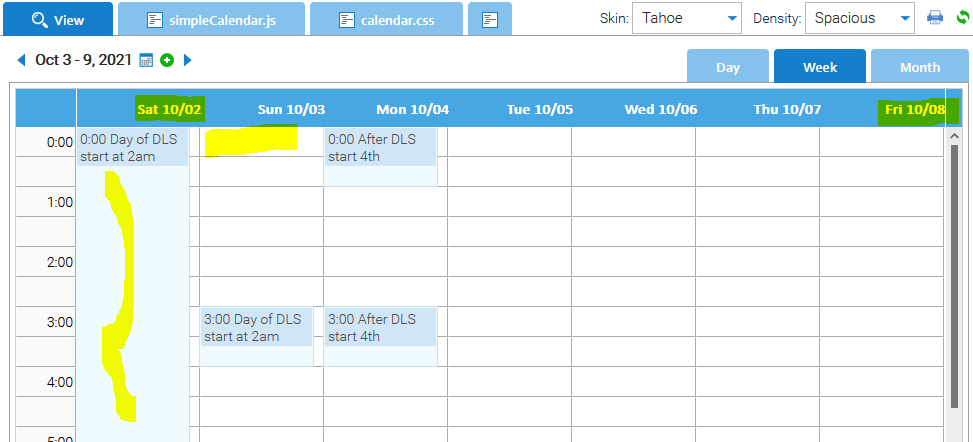 View simpleCalendar.js calendar.css Skin: Tahoe Density: Spacious
Oct 3 - 9, 2021 Day Week Month
Sat 10/02 Sun 10/03 Mon 10/04 Tue 10/05 Wed 10/06 Thu 10/07 Fri 10/08
0:00 0:00 Day of DLS 0:00 After DLS
start at 2am start 4th
1:00
2:00
3:00 3:00 Day of DLS 3:00 After DLS
start at 2am start 4th
4:00
5:00